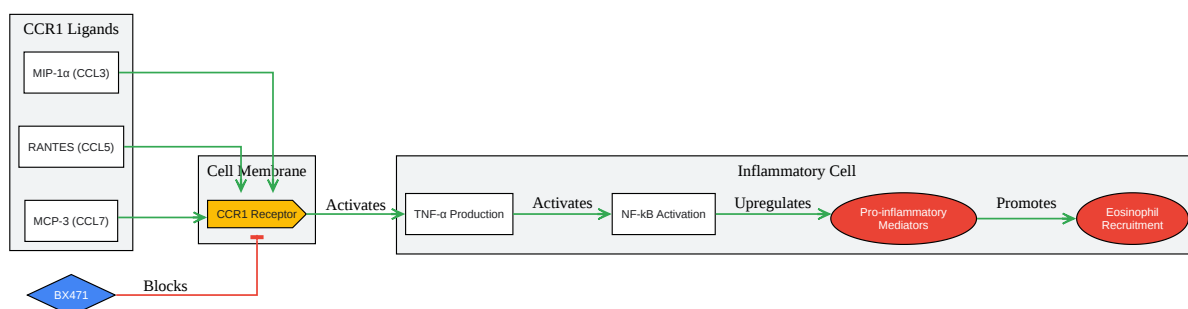 CCR1 Ligands
MIP-1α (CCL3)
RANTES (CCL5)
MCP-3 (CCL7)
BX471
Blocks
Cell Membrane
CCR1 Receptor
Activates
Inflammatory Cell
TNF-α Production
Activates
NF-kB Activation
Upregulates
Pro-inflammatory
Mediators
Promotes
Eosinophil
Recruitment